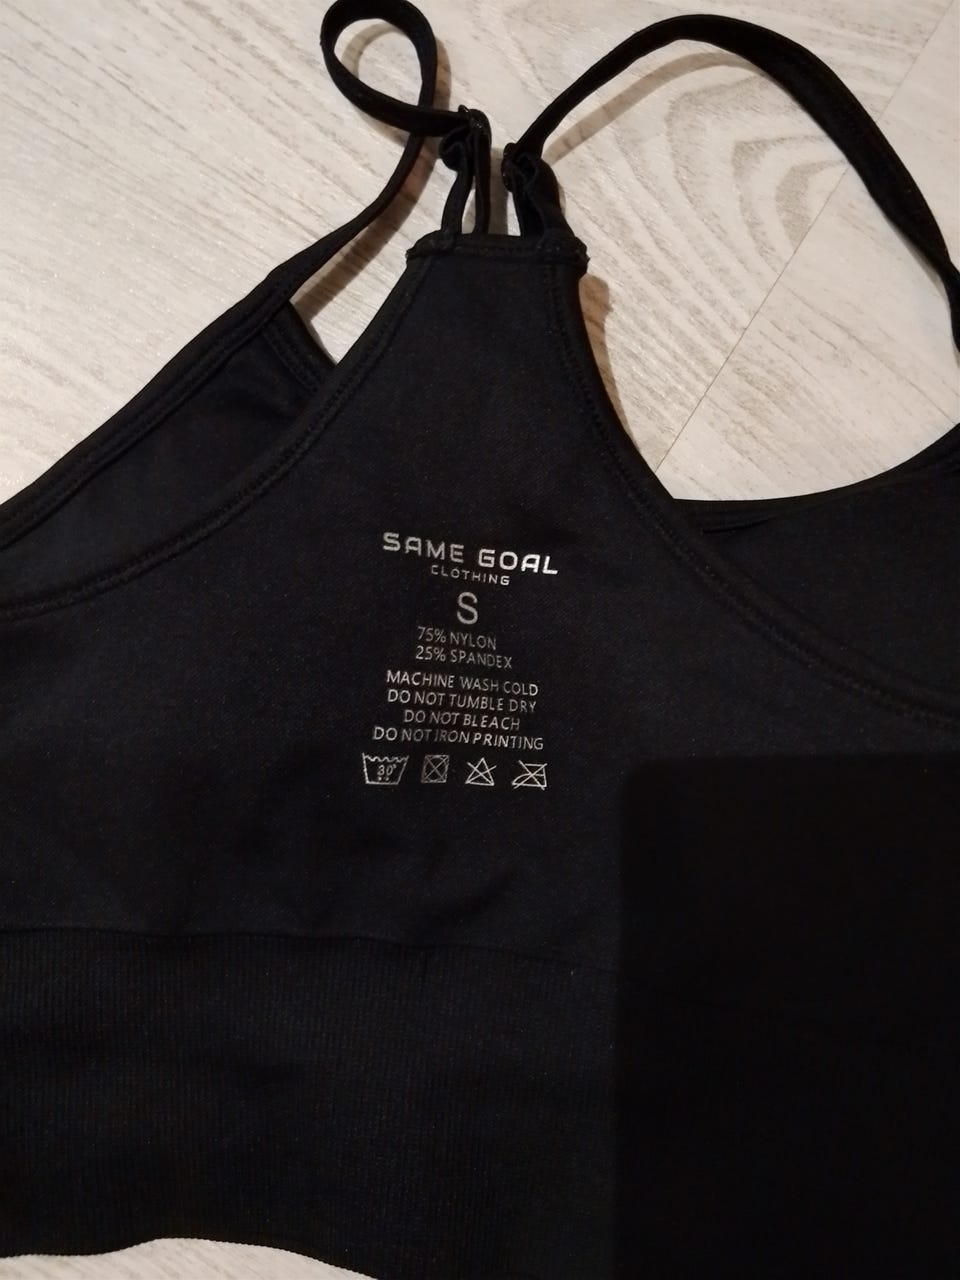 SAME GOAL
CLOTHING
S
75% NYLON
25% SPANDEX
MACHINE WASH COLD
DO NOT TUMBLE DRY
DO NOT BLEACH
DO NOT IRON PRINTING
30°